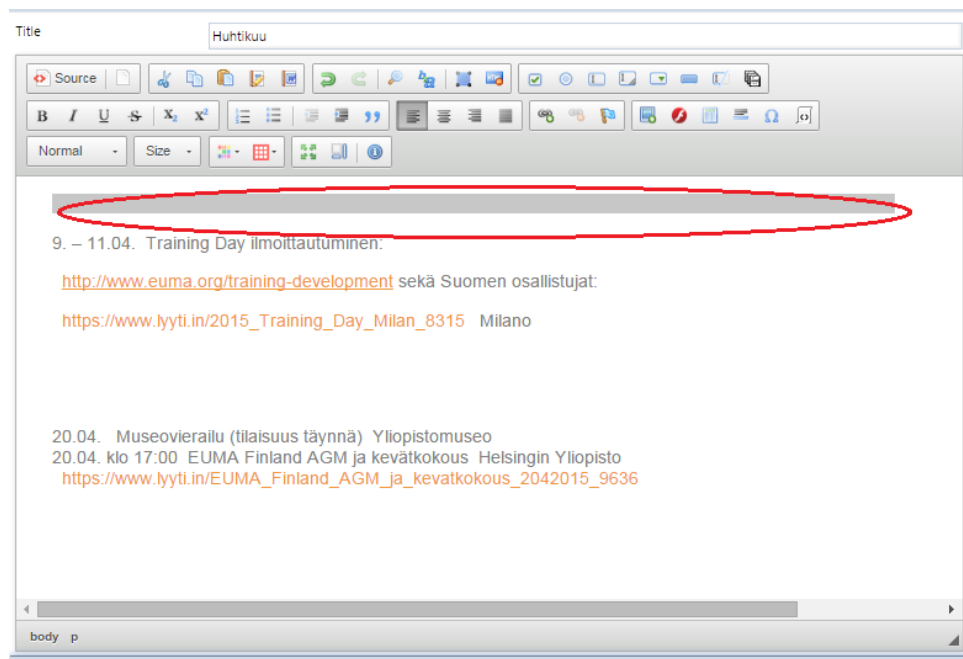 Title Huhtikuu
Source
B I U S X₂ X²
Normal Size
9. – 11.04. Training Day ilmoittautuminen:
http://www.euma.org/training-development sekä Suomen osallistujat:
https://www.lyyti.in/2015_Training_Day_Milan_8315 Milano
20.04. Museovierailu (tilaisuus täynnä) Yliopistomuseo
20.04. klo 17:00 EUMA Finland AGM ja kevätkokous Helsingin Yliopisto
https://www.lyyti.in/EUMA_Finland_AGM_ja_kevatkokous_2042015_9636
body p